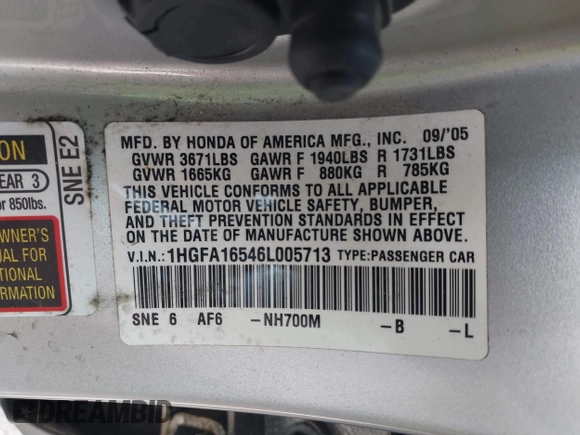 MFD. BY HONDA OF AMERICA MFG., INC. 09/'05
GVWR 3671LBS GAWR F 1940LBS R 1731LBS
GVWR 1665KG GAWR F 880KG R 785KG
THIS VEHICLE CONFORMS TO ALL APPLICABLE
FEDERAL MOTOR VEHICLE SAFETY, BUMPER,
AND THEFT PREVENTION STANDARDS IN EFFECT
ON THE DATE OF MANUFACTURE SHOWN ABOVE.
V.I.N.: 1HGFA16546L005713 TYPE:PASSENGER CAR
SNE 6 AF6 -NH700M -B -L
SNE E2
ON
EAR 3
r 850lbs.
WNER'S
UAL FOR
TIONAL
RMATION
DREAMBID